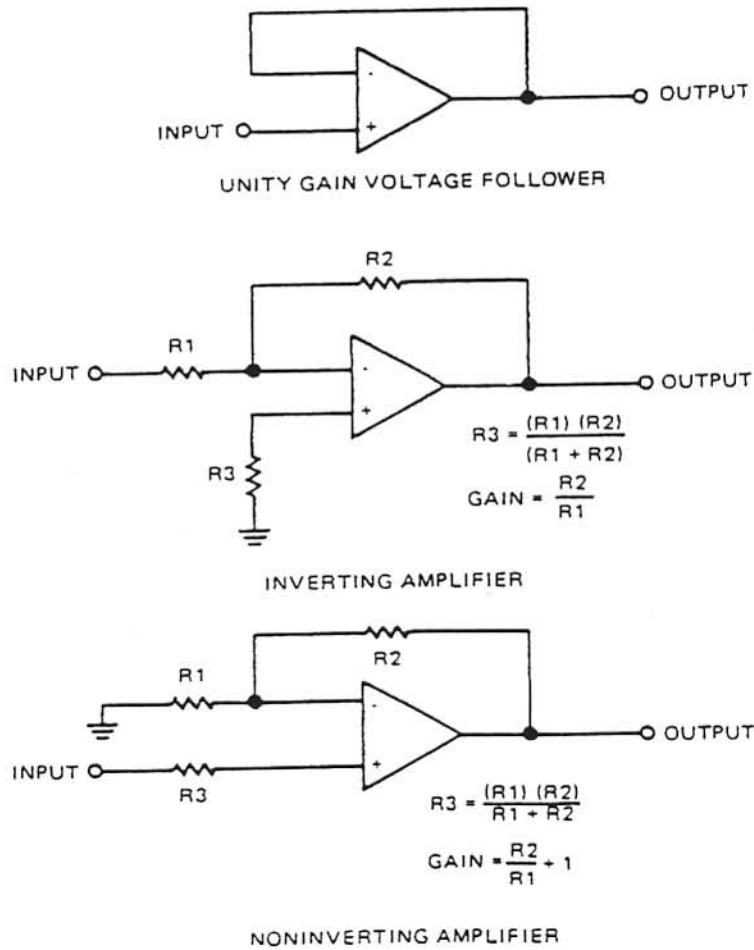 -
INPUT
+
OUTPUT
UNITY GAIN VOLTAGE FOLLOWER
R2
R1
INPUT
-
+
OUTPUT
R3
R3 = (R1) (R2)
(R1 + R2)
GAIN = R2
R1
INVERTING AMPLIFIER
R2
R1
-
INPUT
R3
+
OUTPUT
R3 = (R1) (R2)
R1 + R2
GAIN = R2 + 1
R1
NONINVERTING AMPLIFIER